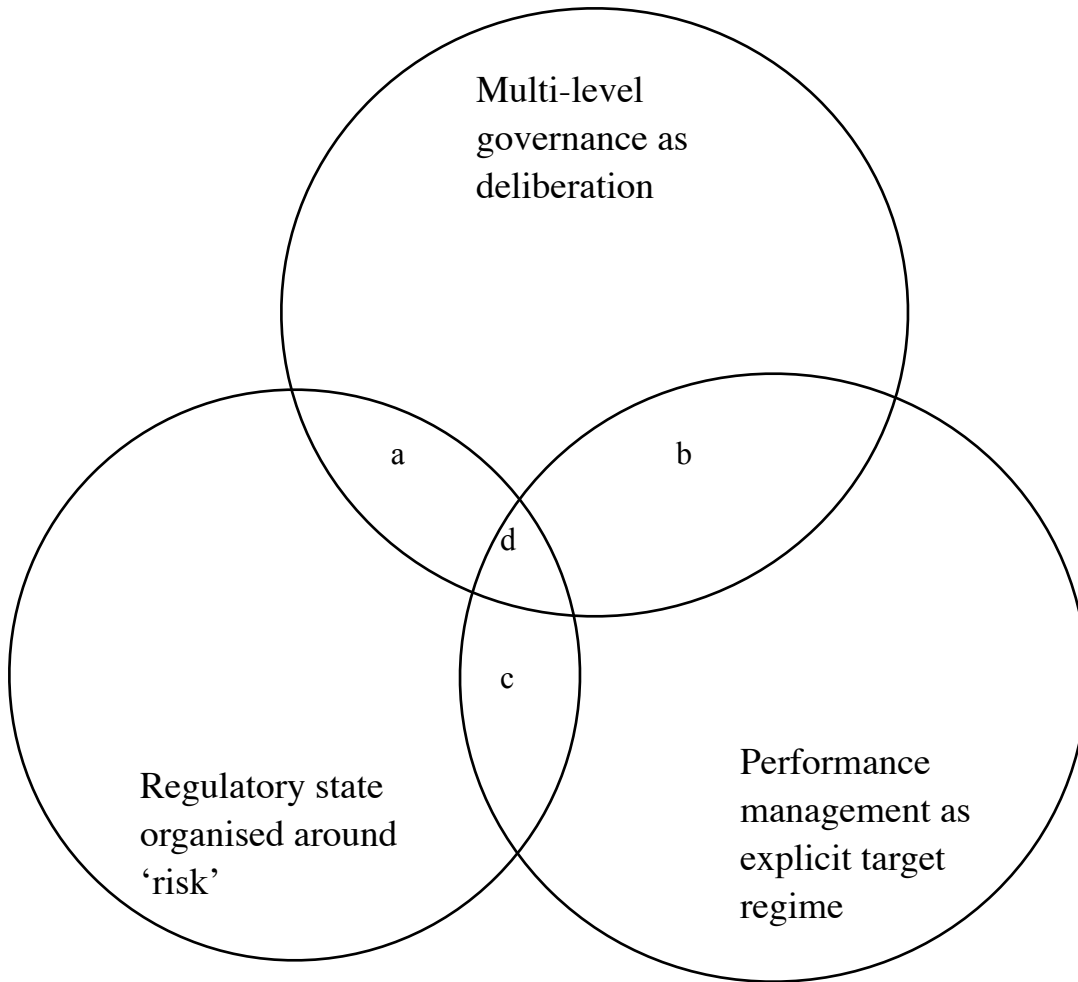 Multi-level
governance as
deliberation
a
b
d
c
Regulatory state
organised around
‘risk’
Performance
management as
explicit target
regime